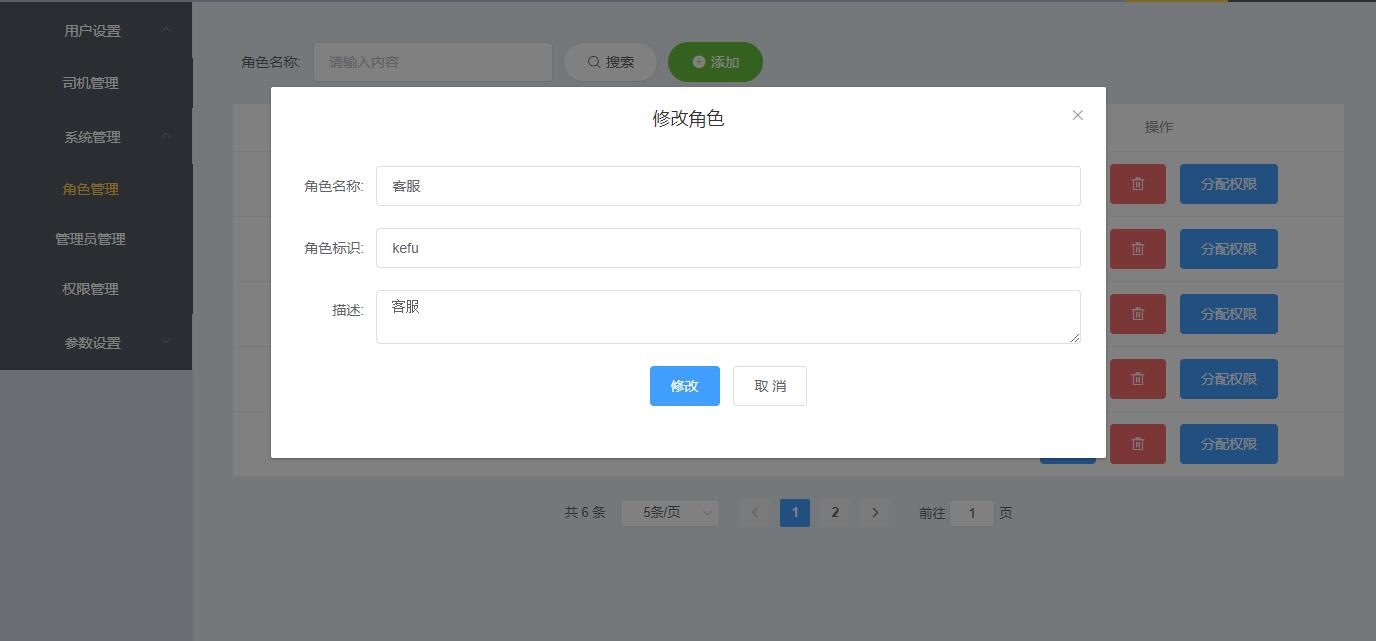 用户设置
司机管理
系统管理
角色管理
管理员管理
权限管理
参数设置
角色名称: 请输入内容 搜索 添加
操作
修改角色
角色名称: 客服
角色标识: kefu
描述: 客服
修改 取 消
分配权限
分配权限
分配权限
分配权限
分配权限
共 6 条 5条/页 1 2 前往 1 页